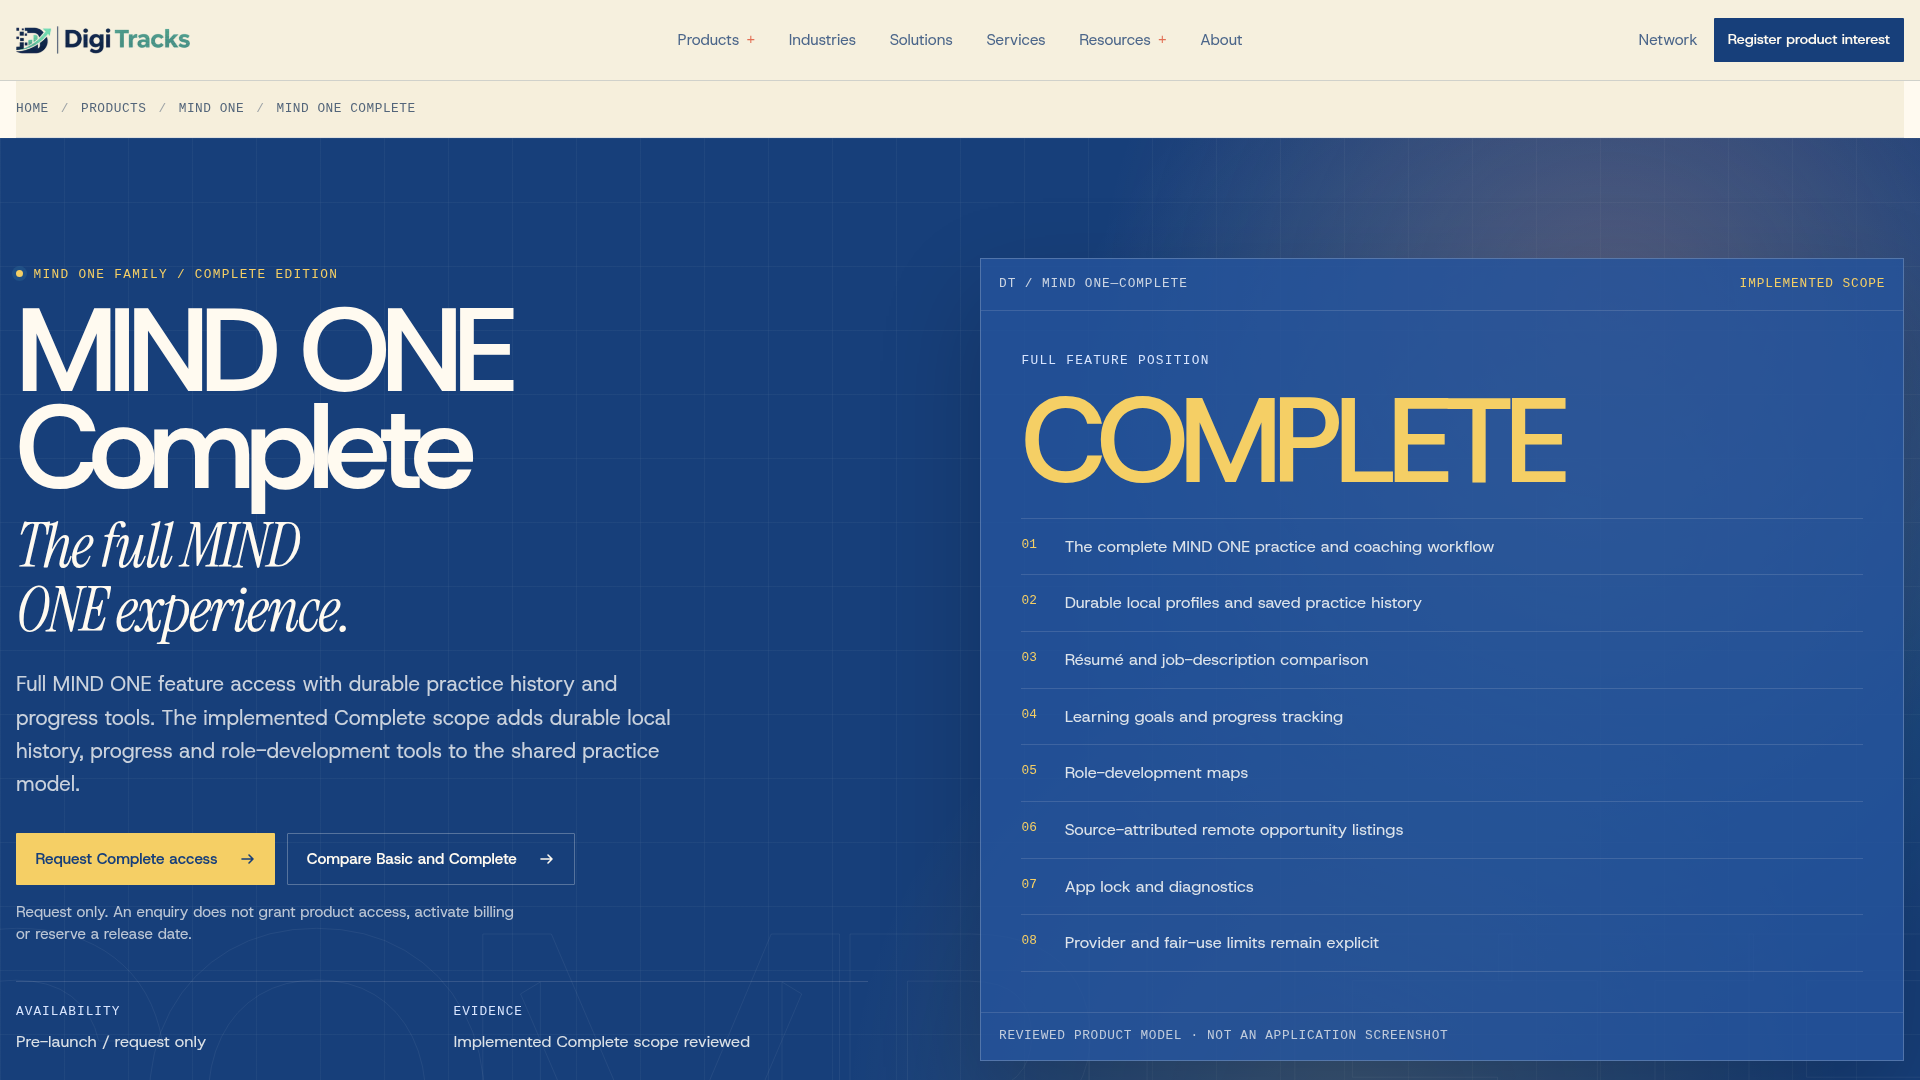 Digi Tracks
Products +
Industries
Solutions
Services
Resources +
About
Network
Register product interest
HOME / PRODUCTS / MIND ONE / MIND ONE COMPLETE
MIND ONE FAMILY / COMPLETE EDITION
MIND ONE
Complete
The full MIND
ONE experience.
Full MIND ONE feature access with durable practice history and
progress tools. The implemented Complete scope adds durable local
history, progress and role-development tools to the shared practice
model.
Request Complete access →
Compare Basic and Complete →
Request only. An enquiry does not grant product access, activate billing
or reserve a release date.
AVAILABILITY
Pre-launch / request only
EVIDENCE
Implemented Complete scope reviewed
DT / MIND ONE—COMPLETE
IMPLEMENTED SCOPE
FULL FEATURE POSITION
COMPLETE
01 The complete MIND ONE practice and coaching workflow
02 Durable local profiles and saved practice history
03 Résumé and job-description comparison
04 Learning goals and progress tracking
05 Role-development maps
06 Source-attributed remote opportunity listings
07 App lock and diagnostics
08 Provider and fair-use limits remain explicit
REVIEWED PRODUCT MODEL · NOT AN APPLICATION SCREENSHOT